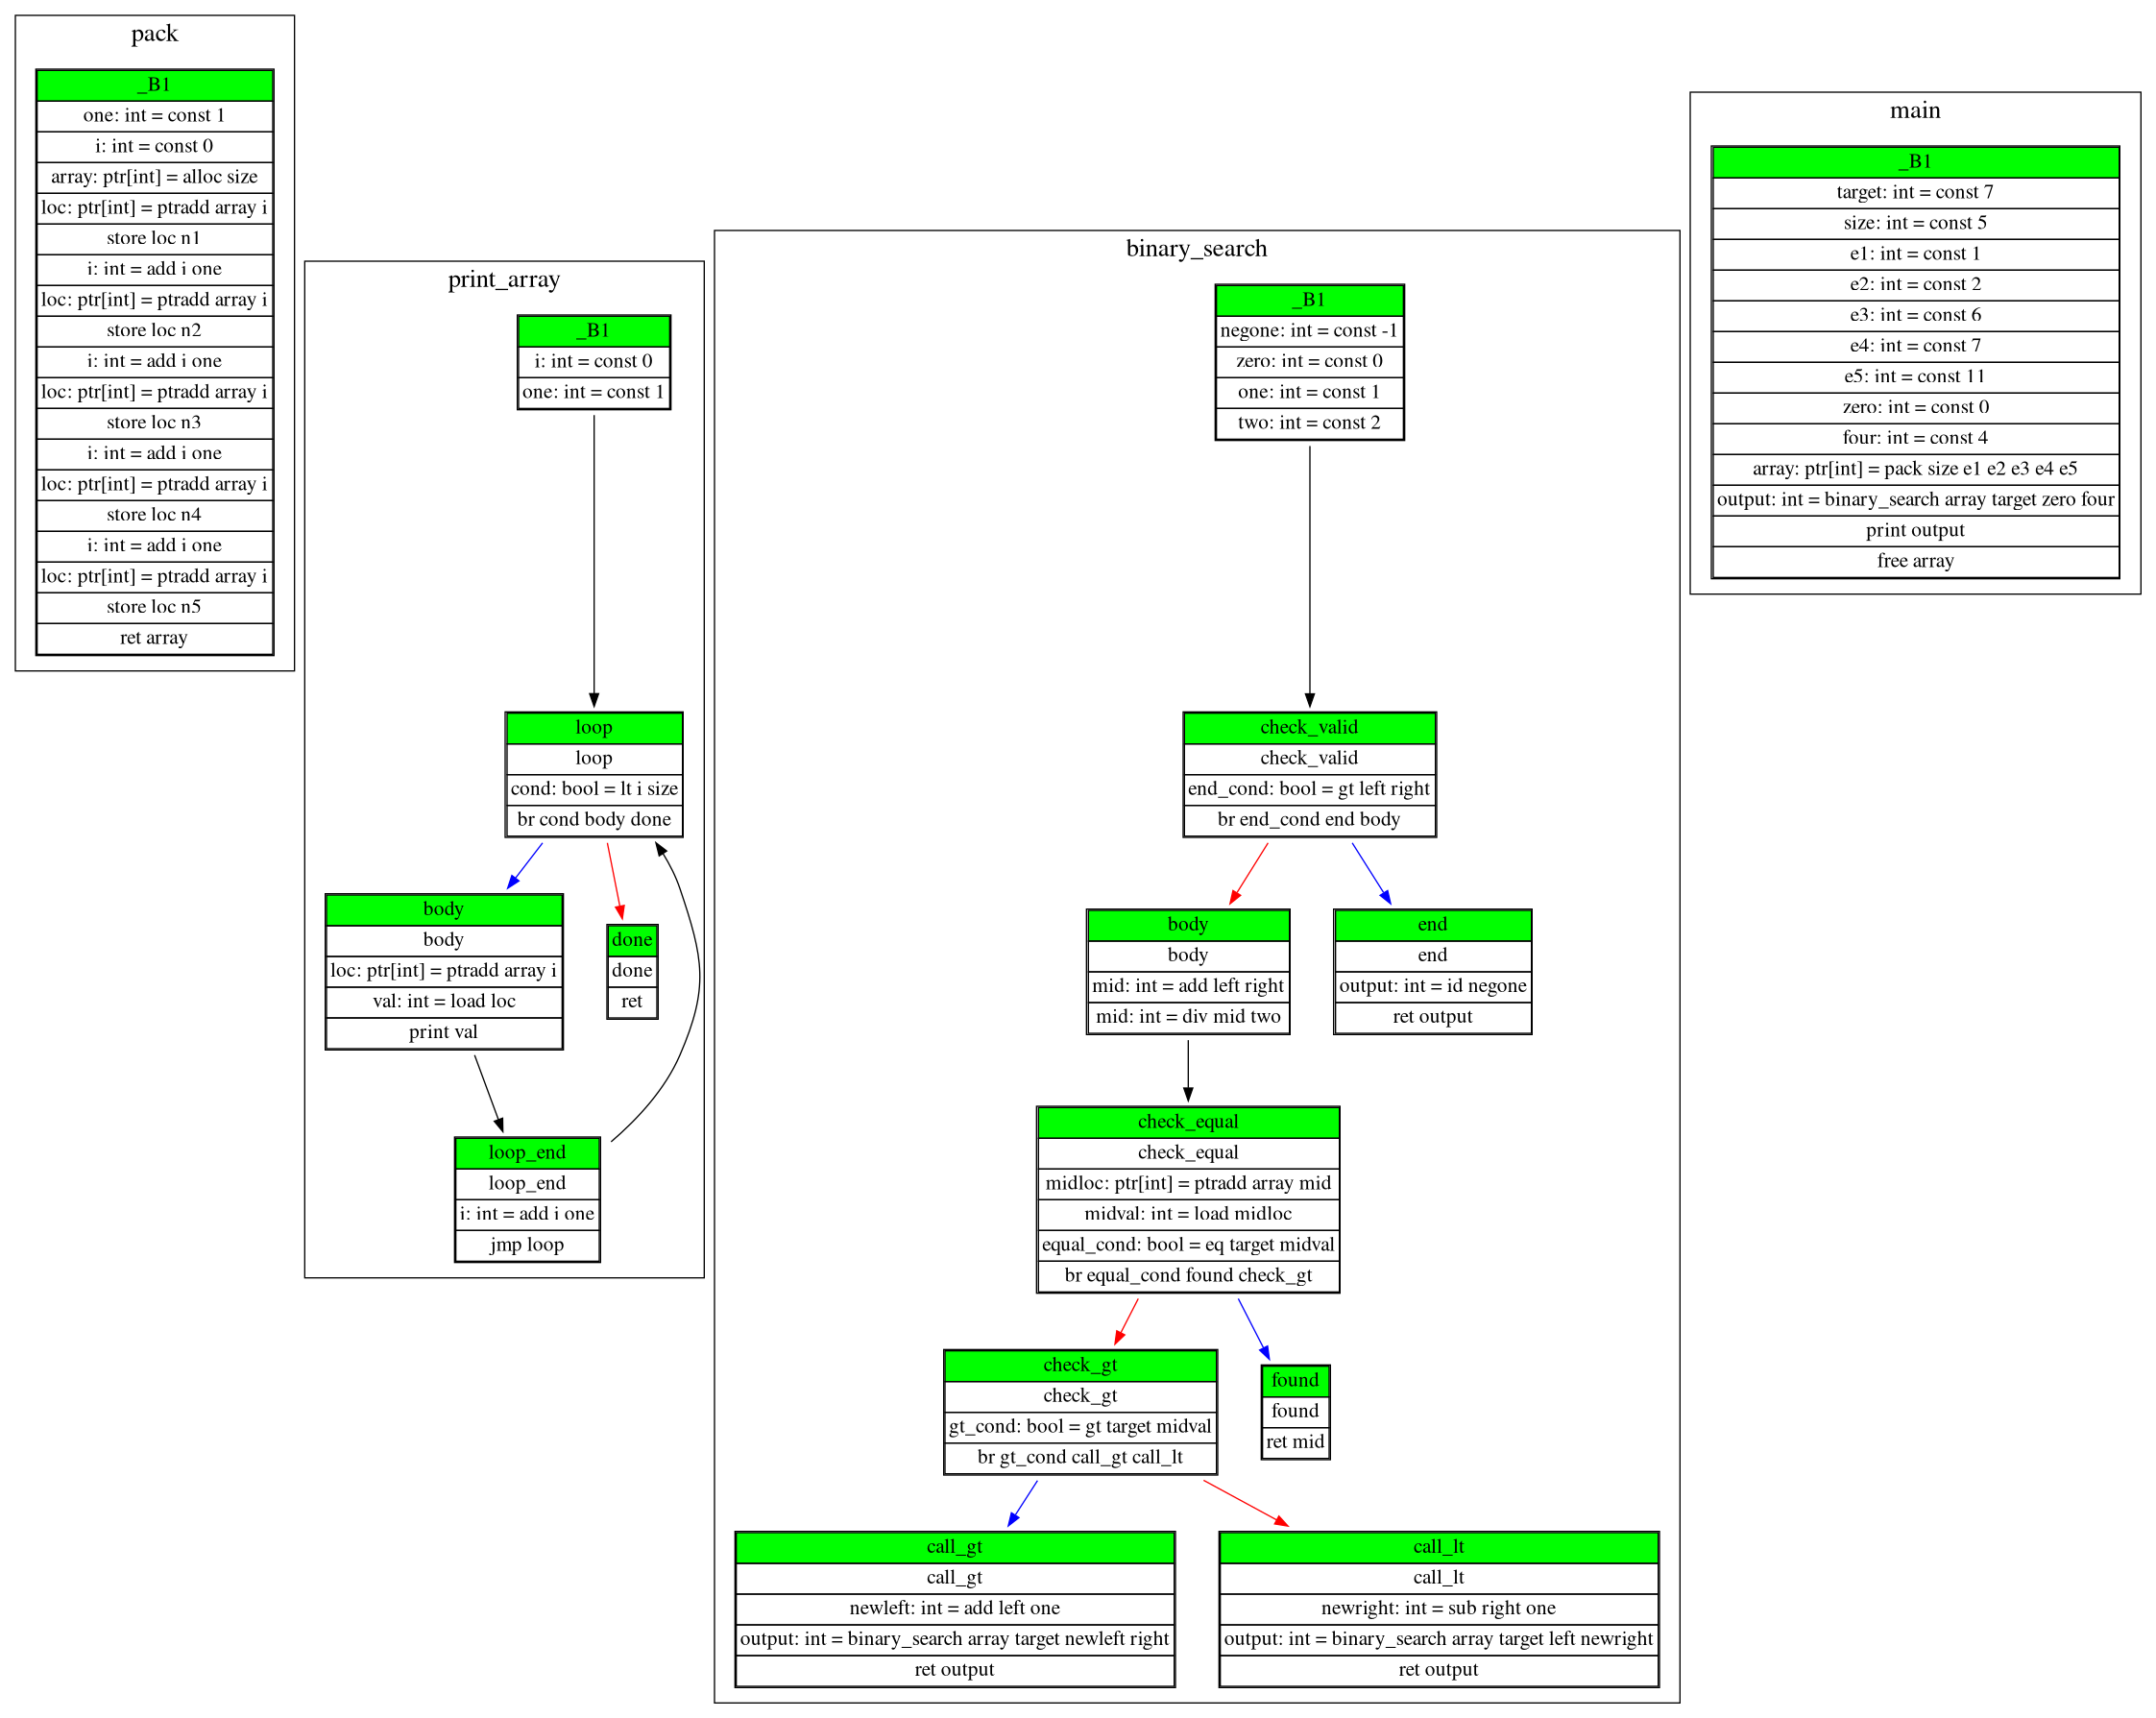 pack
_B1
one: int = const 1
i: int = const 0
array: ptr[int] = alloc size
loc: ptr[int] = ptradd array i
store loc n1
i: int = add i one
loc: ptr[int] = ptradd array i
store loc n2
i: int = add i one
loc: ptr[int] = ptradd array i
store loc n3
i: int = add i one
loc: ptr[int] = ptradd array i
store loc n4
i: int = add i one
loc: ptr[int] = ptradd array i
store loc n5
ret array
print_array
_B1
i: int = const 0
one: int = const 1
loop
loop
cond: bool = lt i size
br cond body done
body
body
loc: ptr[int] = ptradd array i
val: int = load loc
print val
done
done
ret
loop_end
loop_end
i: int = add i one
jmp loop
binary_search
_B1
negone: int = const -1
zero: int = const 0
one: int = const 1
two: int = const 2
check_valid
check_valid
end_cond: bool = gt left right
br end_cond end body
body
body
mid: int = add left right
mid: int = div mid two
end
end
output: int = id negone
ret output
check_equal
check_equal
midloc: ptr[int] = ptradd array mid
midval: int = load midloc
equal_cond: bool = eq target midval
br equal_cond found check_gt
check_gt
check_gt
gt_cond: bool = gt target midval
br gt_cond call_gt call_lt
found
found
ret mid
call_gt
call_gt
newleft: int = add left one
output: int = binary_search array target newleft right
ret output
call_lt
call_lt
newright: int = sub right one
output: int = binary_search array target left newright
ret output
main
_B1
target: int = const 7
size: int = const 5
e1: int = const 1
e2: int = const 2
e3: int = const 6
e4: int = const 7
e5: int = const 11
zero: int = const 0
four: int = const 4
array: ptr[int] = pack size e1 e2 e3 e4 e5
output: int = binary_search array target zero four
print output
free array